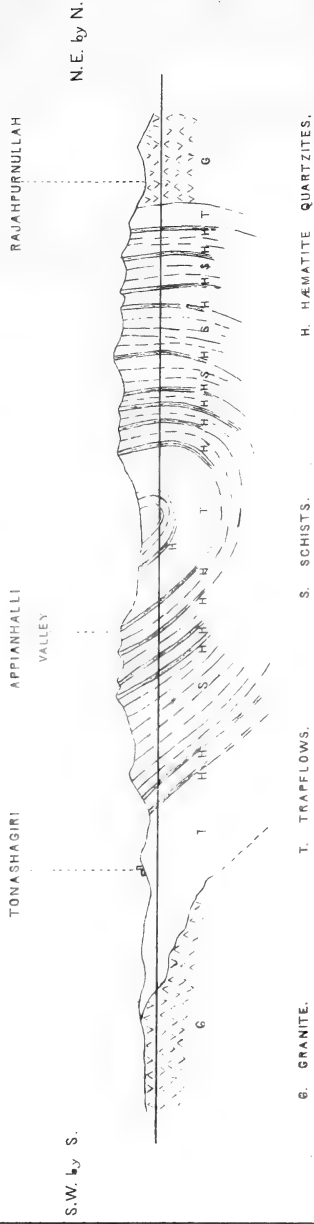 TONASHAGIRI
APPIANHALLI
VALLEY
RAJAHPURNULLAH
S.W. by S.
N.E. by N.
H
G T H H S H H H H T H H H H S H S H H S H H T G
G. GRANITE. T. TRAPFLOWS. S. SCHISTS. H. HÆMATITE QUARTZITES.